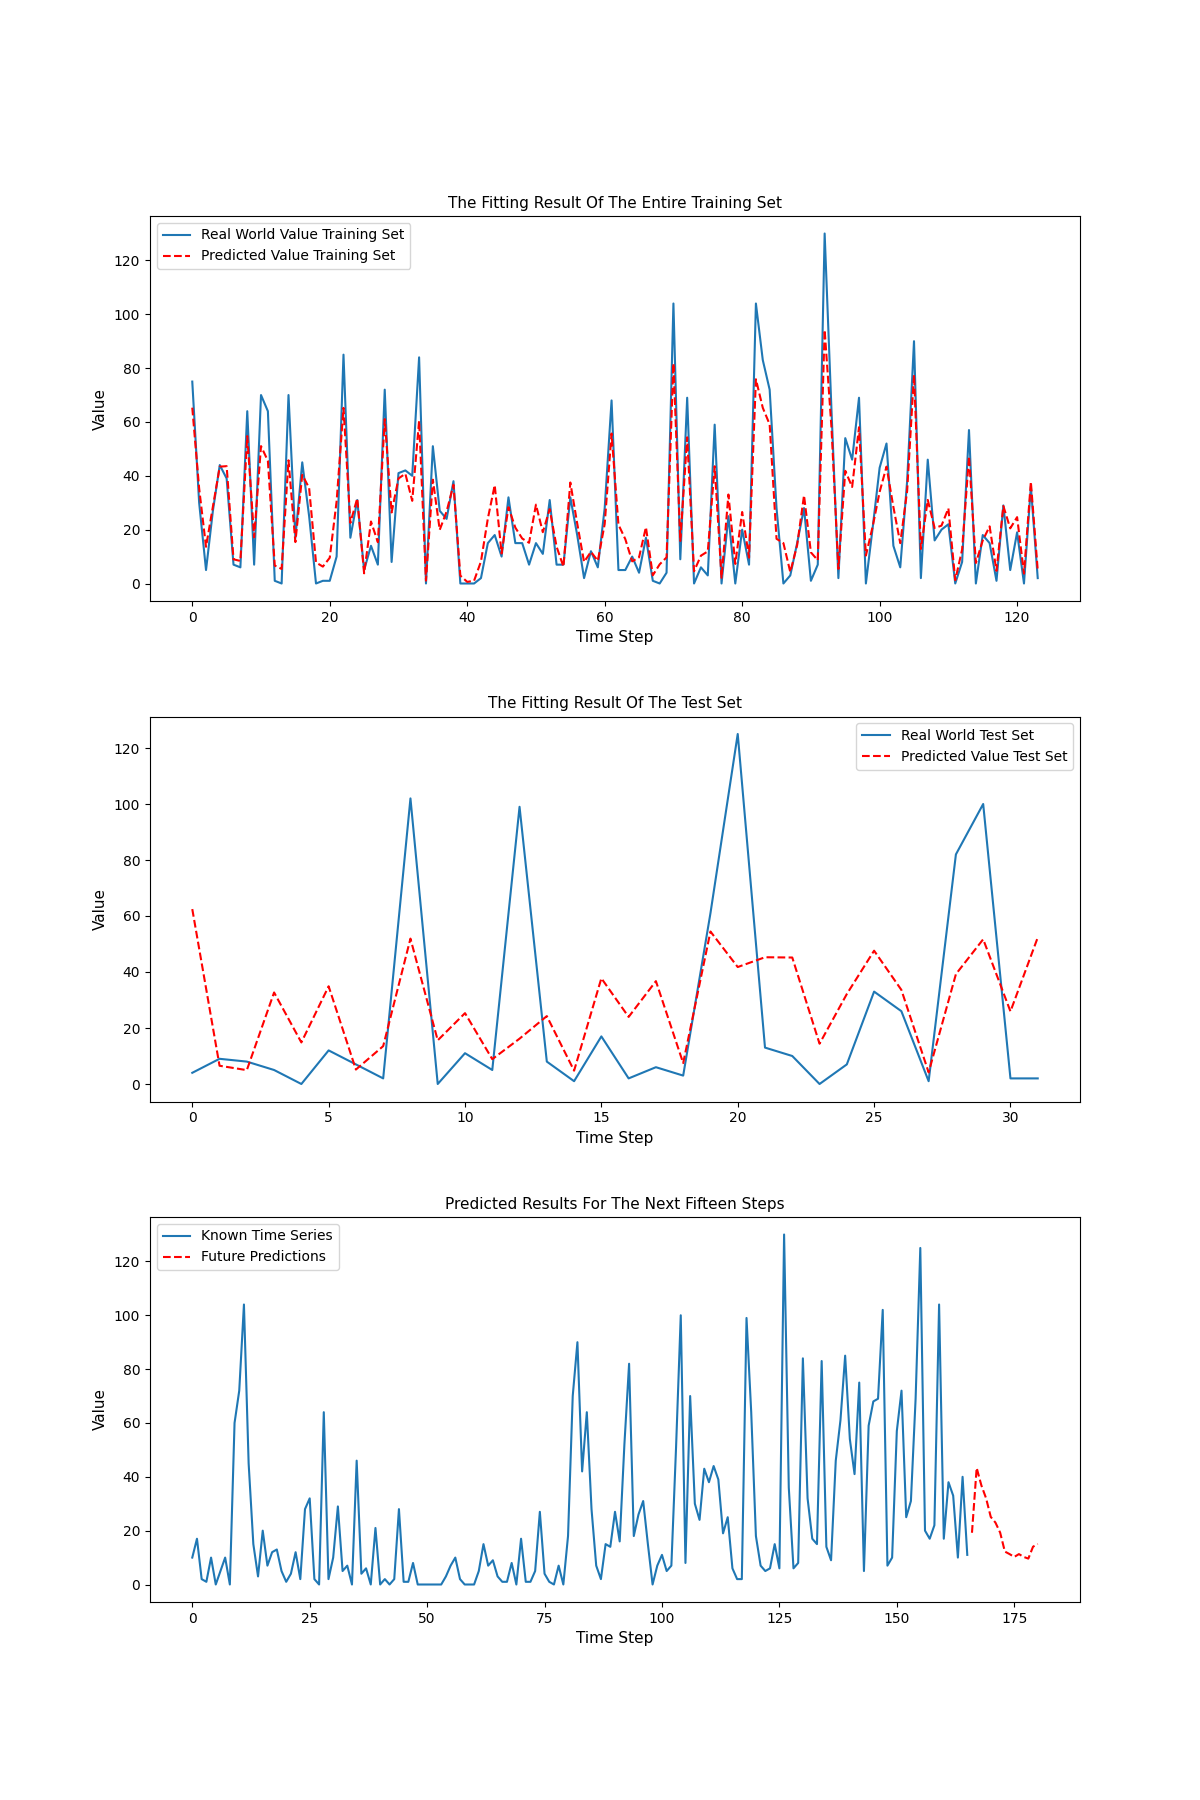 The Fitting Result Of The Entire Training Set
Real World Value Training Set
Predicted Value Training Set
Value
120
100
80
60
40
20
0
0 20 40 60 80 100 120
Time Step
The Fitting Result Of The Test Set
Real World Test Set
Predicted Value Test Set
Value
120
100
80
60
40
20
0
0 5 10 15 20 25 30
Time Step
Predicted Results For The Next Fifteen Steps
Known Time Series
Future Predictions
Value
120
100
80
60
40
20
0
0 25 50 75 100 125 150 175
Time Step